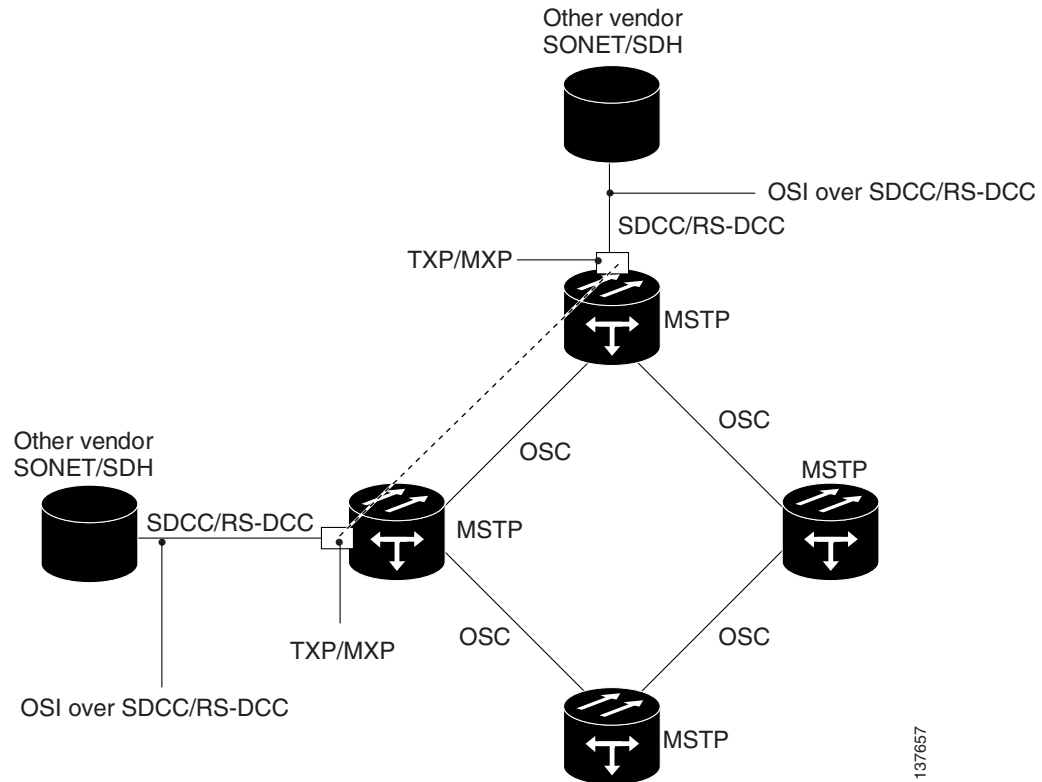 Other vendor
SONET/SDH
OSI over SDCC/RS-DCC
SDCC/RS-DCC
TXP/MXP
MSTP
OSC
OSC
MSTP
Other vendor
SONET/SDH
SDCC/RS-DCC
MSTP
OSC
OSC
TXP/MXP
OSI over SDCC/RS-DCC
MSTP
137657